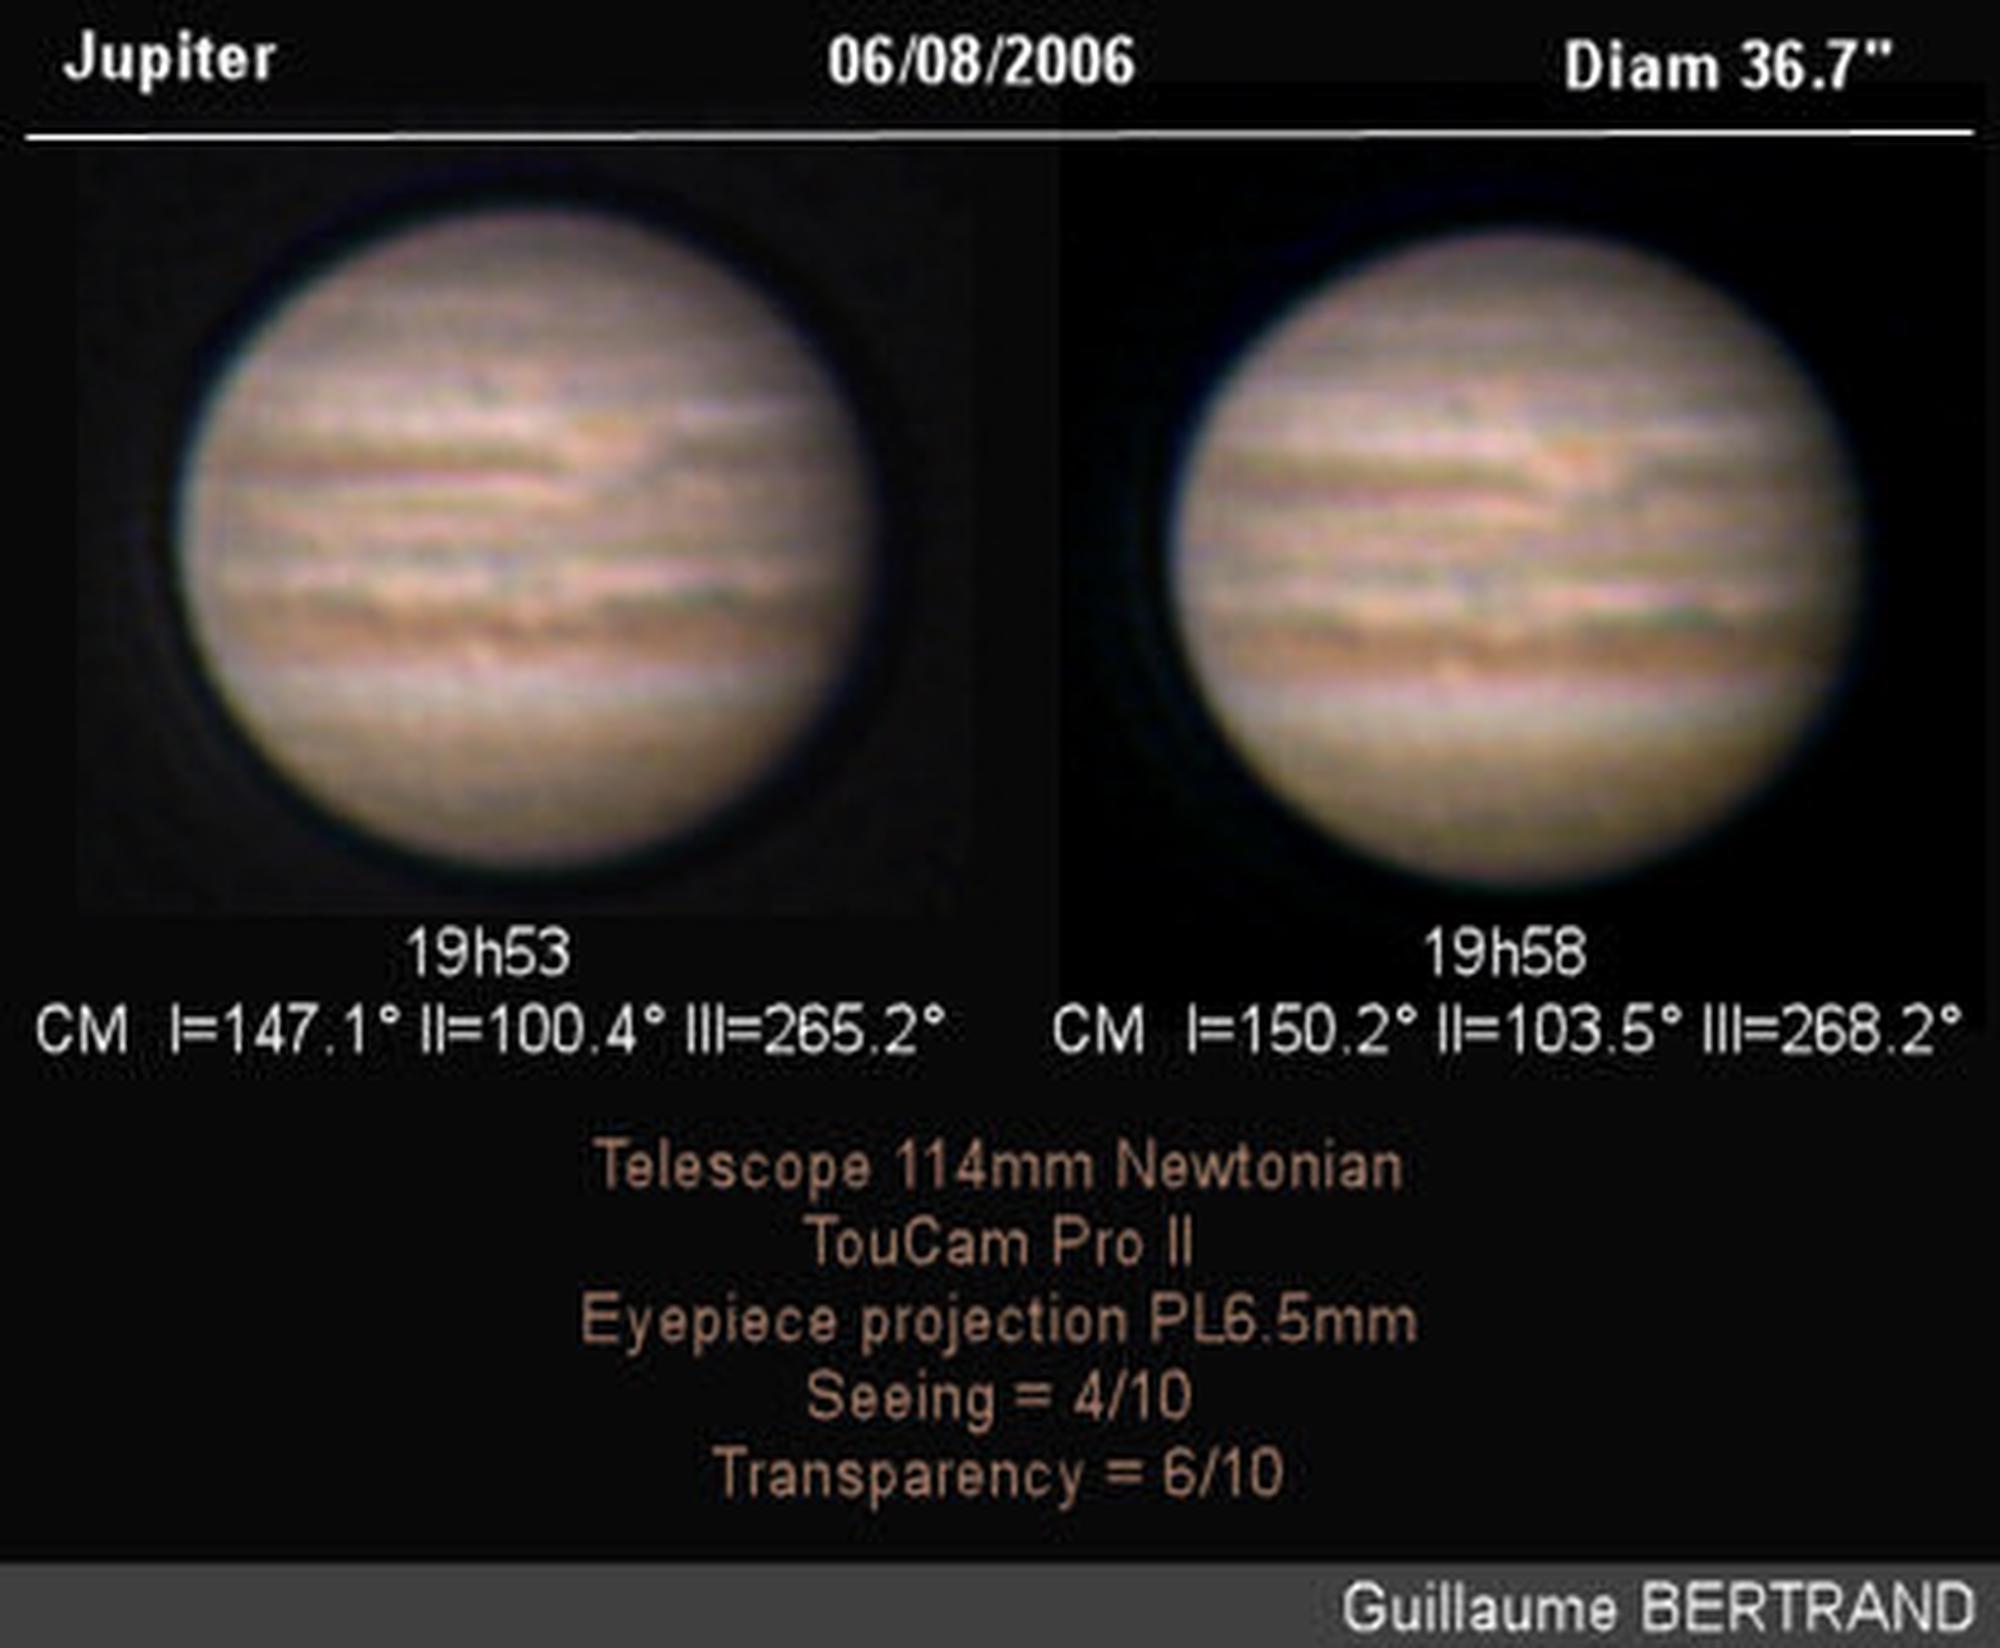 Jupiter 06/08/2006 Diam 36.7"
19h53 19h58
CM I=147.1° II=100.4° III=265.2° CM I=150.2° II=103.5° III=268.2°
Telescope 114mm Newtonian
TouCam Pro II
Eyepiece projection PL6.5mm
Seeing = 4/10
Transparency = 6/10
Guillaume BERTRAND